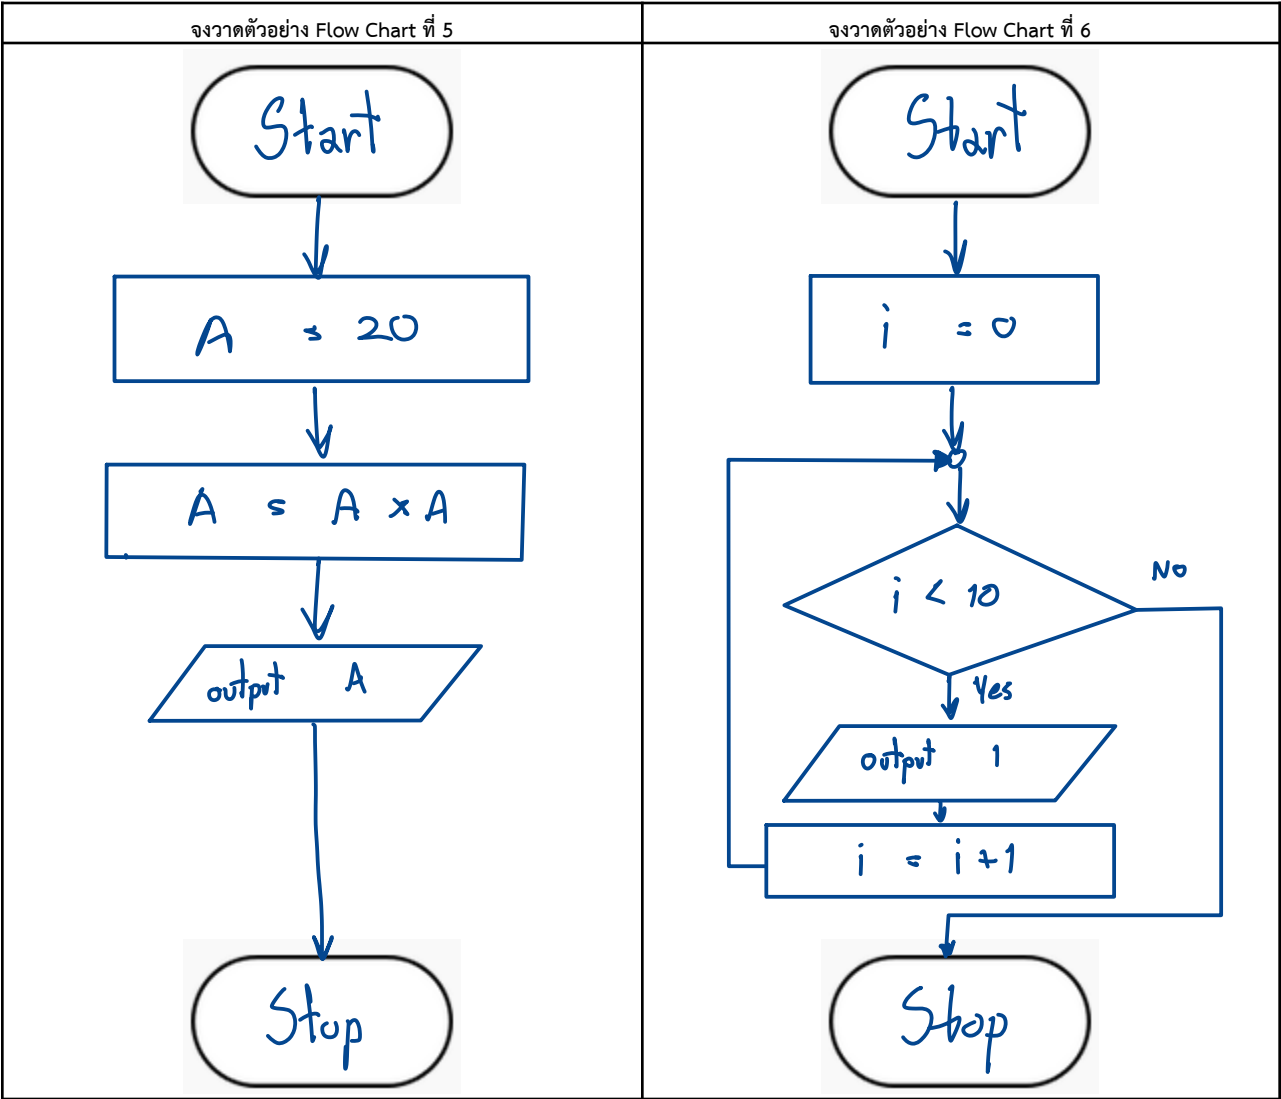 จงวาดตัวอย่าง Flow Chart ที่ 5
Start
A = 20
A = A × A
output A
Stop
จงวาดตัวอย่าง Flow Chart ที่ 6
Start
i = 0
i < 10
No
Yes
output 1
i = i + 1
Stop